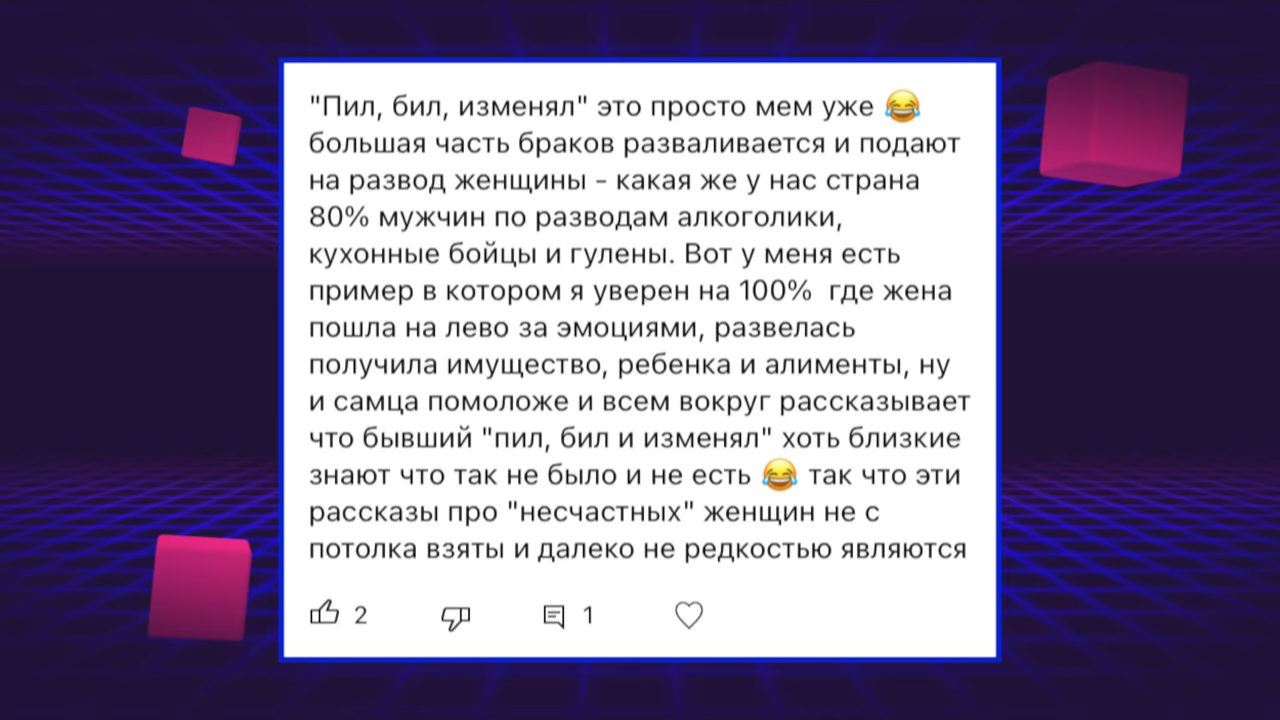 "Пил, бил, изменял" это просто мем уже 😂
большая часть браков разваливается и подают
на развод женщины - какая же у нас страна
80% мужчин по разводам алкоголики,
кухонные бойцы и гулены. Вот у меня есть
пример в котором я уверен на 100%  где жена
пошла на лево за эмоциями, развелась
получила имущество, ребенка и алименты, ну
и самца помоложе и всем вокруг рассказывает
что бывший "пил, бил и изменял" хоть близкие
знают что так не было и не есть 😂 так что эти
рассказы про "несчастных" женщин не с
потолка взяты и далеко не редкостью являются
2 1